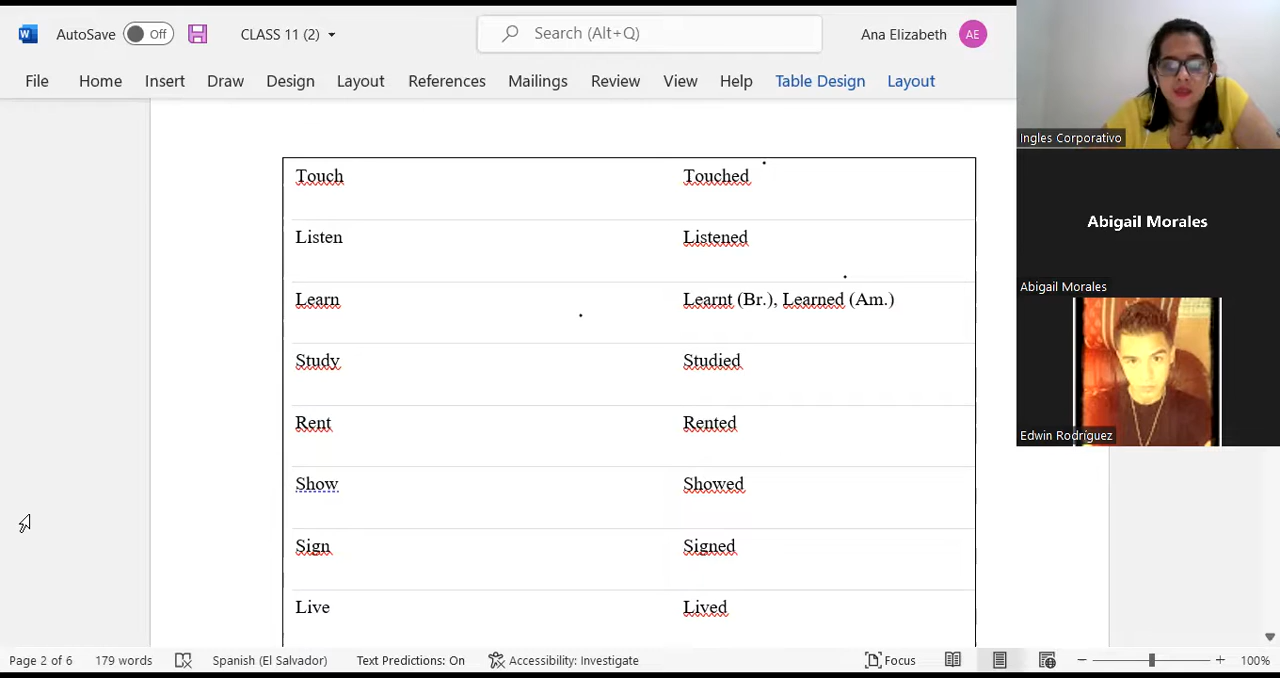 AutoSave Off CLASS 11 (2) Search (Alt+Q) Ana Elizabeth AE
File Home Insert Draw Design Layout References Mailings Review View Help Table Design Layout
Ingles Corporativo
Touch Touched
Abigail Morales
Listen Listened
Abigail Morales
Learn Learnt (Br.), Learned (Am.)
Study Studied
Rent Rented
Edwin Rodríguez
Show Showed
Sign Signed
Live Lived
Page 2 of 6 179 words Spanish (El Salvador) Text Predictions: On Accessibility: Investigate Focus 100%